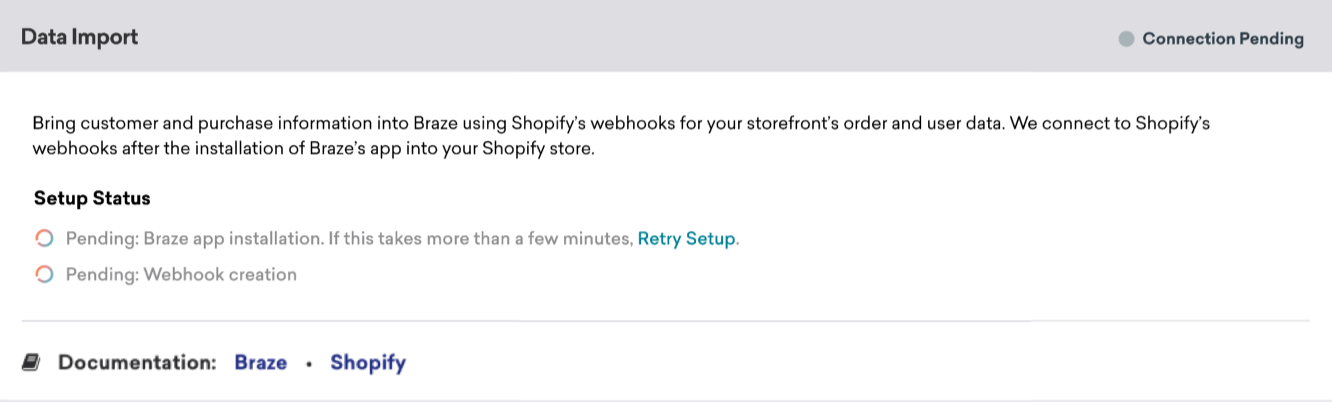 Data Import
Connection Pending
Bring customer and purchase information into Braze using Shopify's webhooks for your storefront's order and user data. We connect to Shopify's
webhooks after the installation of Braze's app into your Shopify store.
Setup Status
Pending: Braze app installation. If this takes more than a few minutes, Retry Setup.
Pending: Webhook creation
Documentation: Braze • Shopify